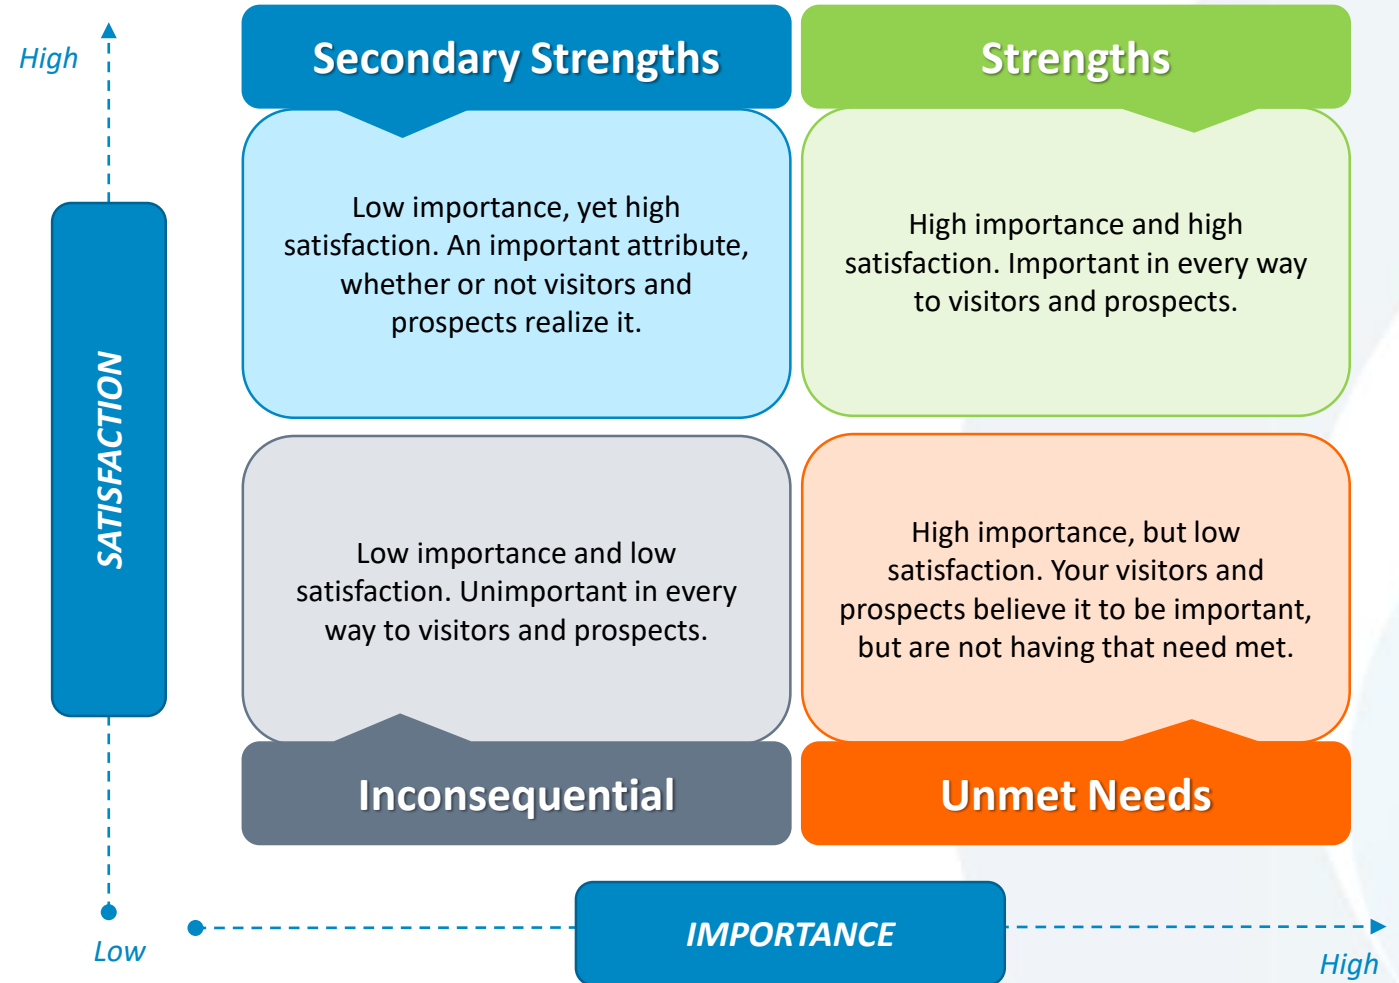 High
Secondary Strengths
Strengths
Low importance, yet high
satisfaction. An important attribute,
whether or not visitors and
prospects realize it.
High importance and high
satisfaction. Important in every way
to visitors and prospects.
SATISFACTION
Low importance and low
satisfaction. Unimportant in every
way to visitors and prospects.
High importance, but low
satisfaction. Your visitors and
prospects believe it to be important,
but are not having that need met.
Inconsequential
Unmet Needs
Low
IMPORTANCE
High